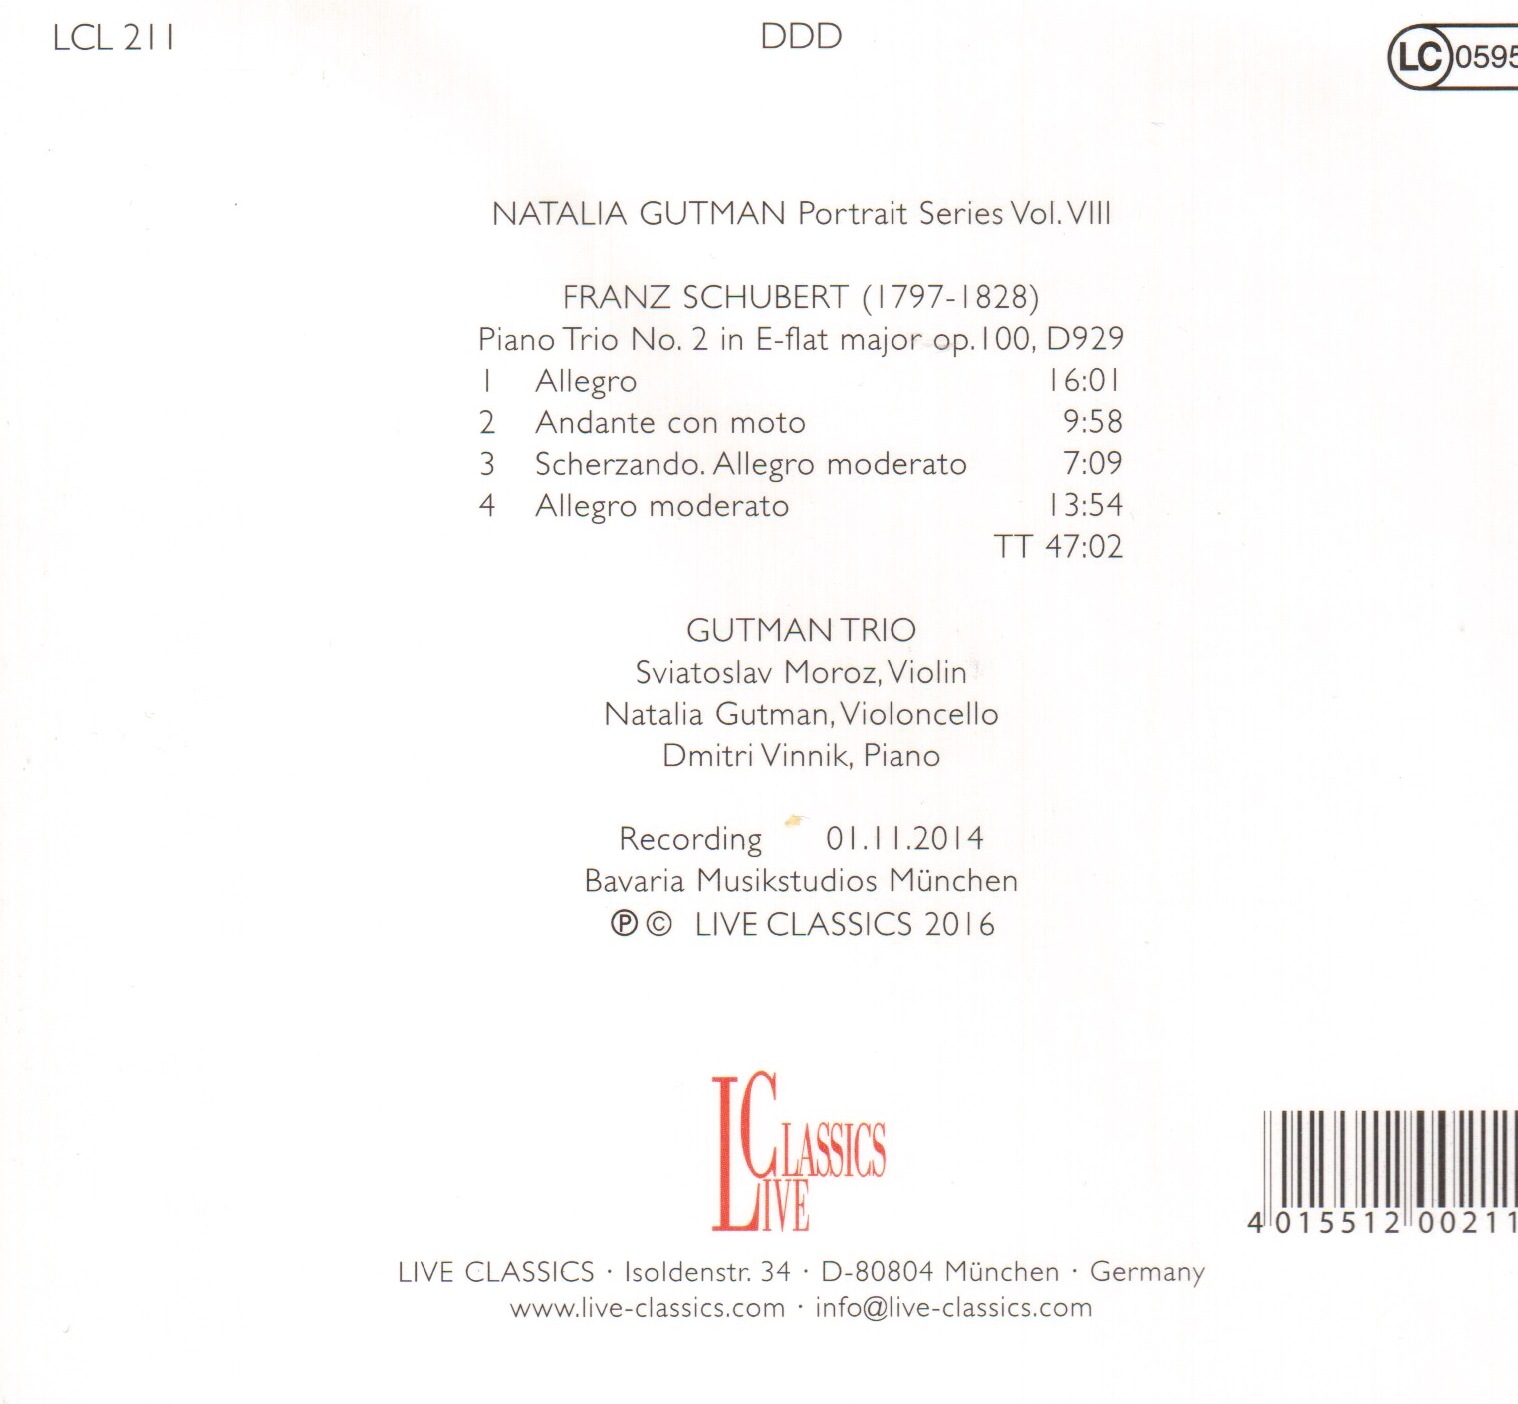 LCL 211 DDD LC 0595
NATALIA GUTMAN Portrait Series Vol. VIII
FRANZ SCHUBERT (1797-1828)
Piano Trio No. 2 in E-flat major op.100, D929
1 Allegro 16:01
2 Andante con moto 9:58
3 Scherzando. Allegro moderato 7:09
4 Allegro moderato 13:54
TT 47:02
GUTMAN TRIO
Sviatoslav Moroz, Violin
Natalia Gutman, Violoncello
Dmitri Vinnik, Piano
Recording 01.11.2014
Bavaria Musikstudios München
℗ © LIVE CLASSICS 2016
LIVE CLASSICS
4 015512 00211
LIVE CLASSICS · Isoldenstr. 34 · D-80804 München · Germany
www.live-classics.com · info@live-classics.com